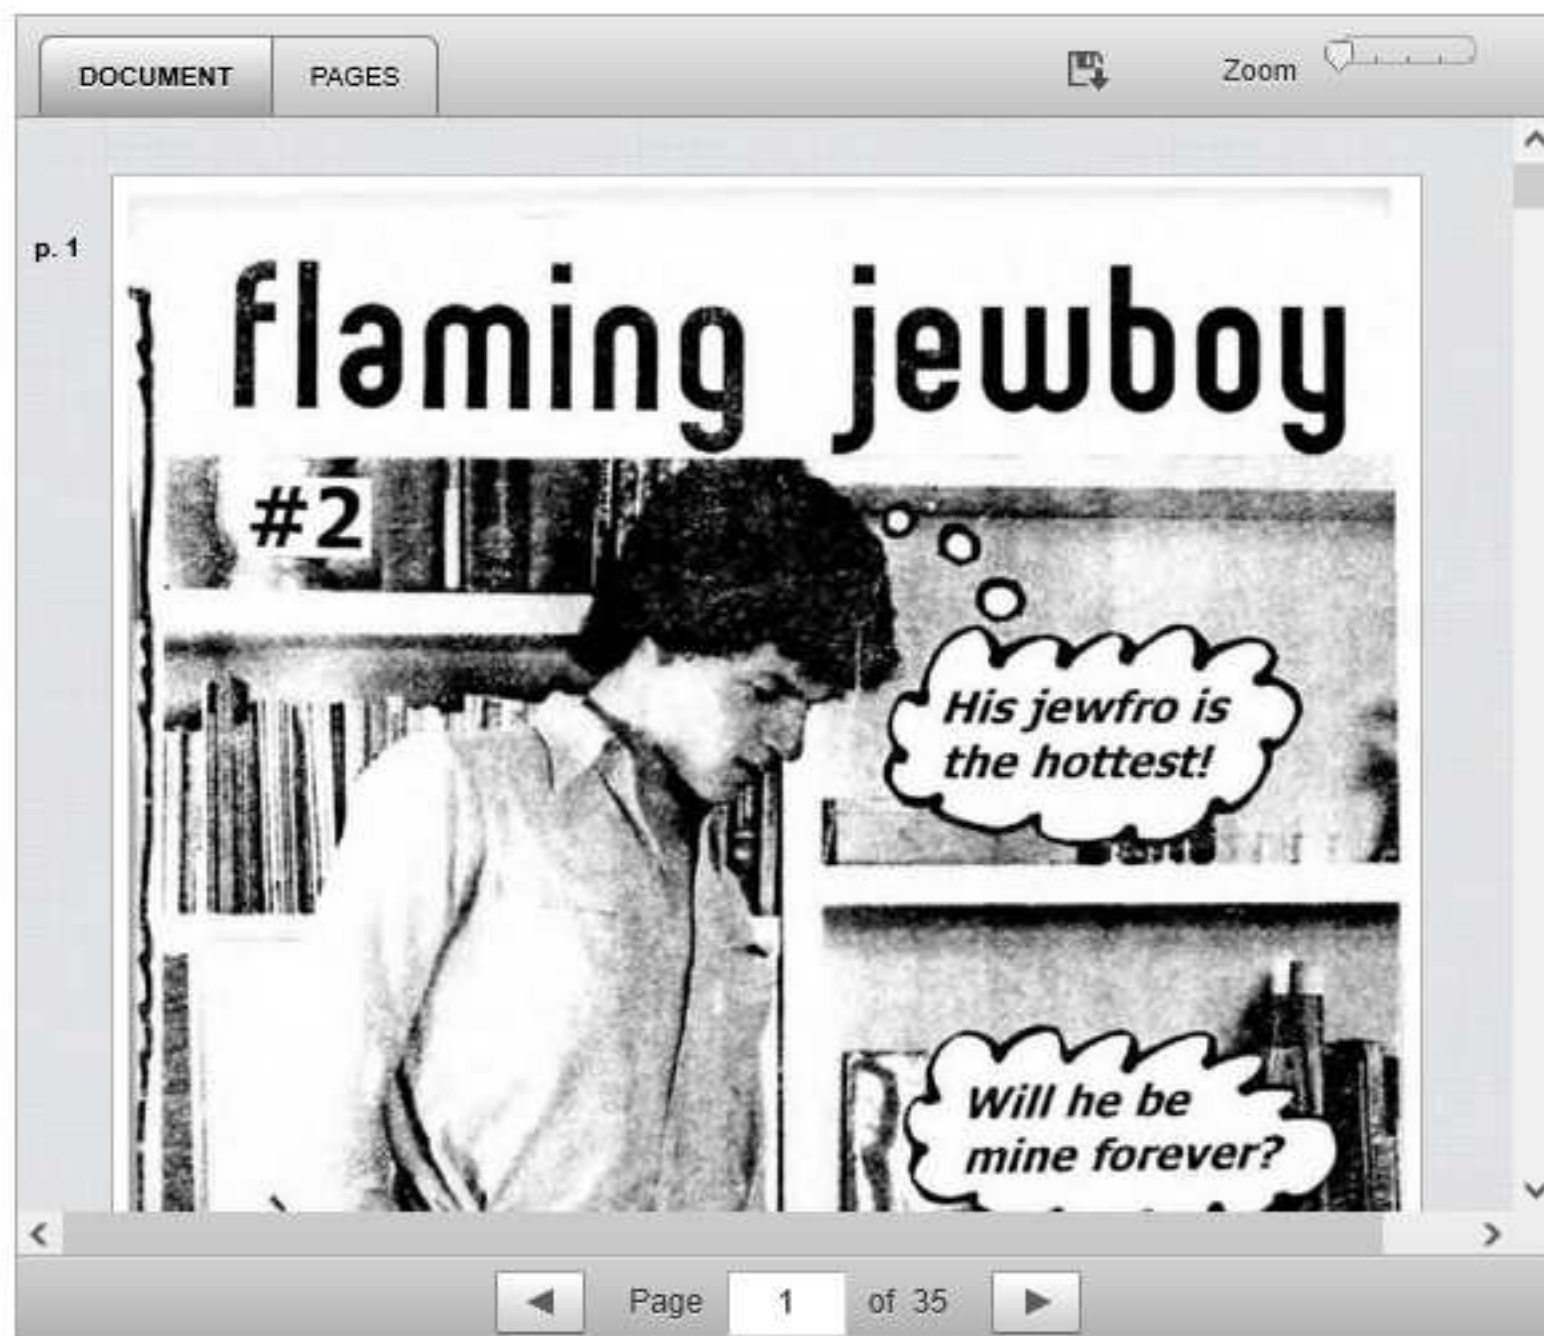 DOCUMENT PAGES Zoom
p. 1
flaming jewboy
#2
His jewfro is
the hottest!
Will he be
mine forever?
Page 1 of 35